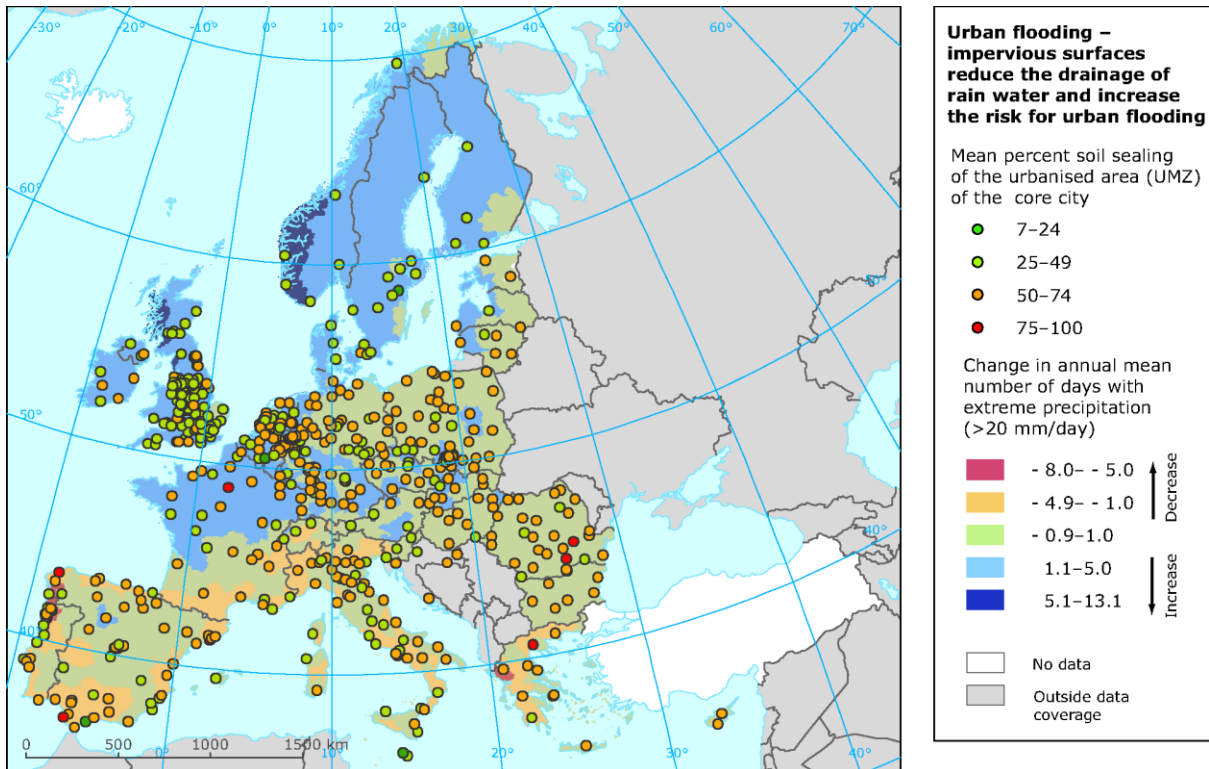 -30° -20° -10° 0° 10° 20° 30° 40° 50° 60° 70°
60°
50°
40°
50°
40°
0 500 1000 1500 km
0° 10° 20° 30° 40°
Urban flooding –
impervious surfaces
reduce the drainage of
rain water and increase
the risk for urban flooding
Mean percent soil sealing
of the urbanised area (UMZ)
of the core city
7–24
25–49
50–74
75–100
Change in annual mean
number of days with
extreme precipitation
(>20 mm/day)
- 8.0– - 5.0
- 4.9– - 1.0
- 0.9–1.0
1.1–5.0
5.1–13.1
Decrease
Increase
No data
Outside data
coverage